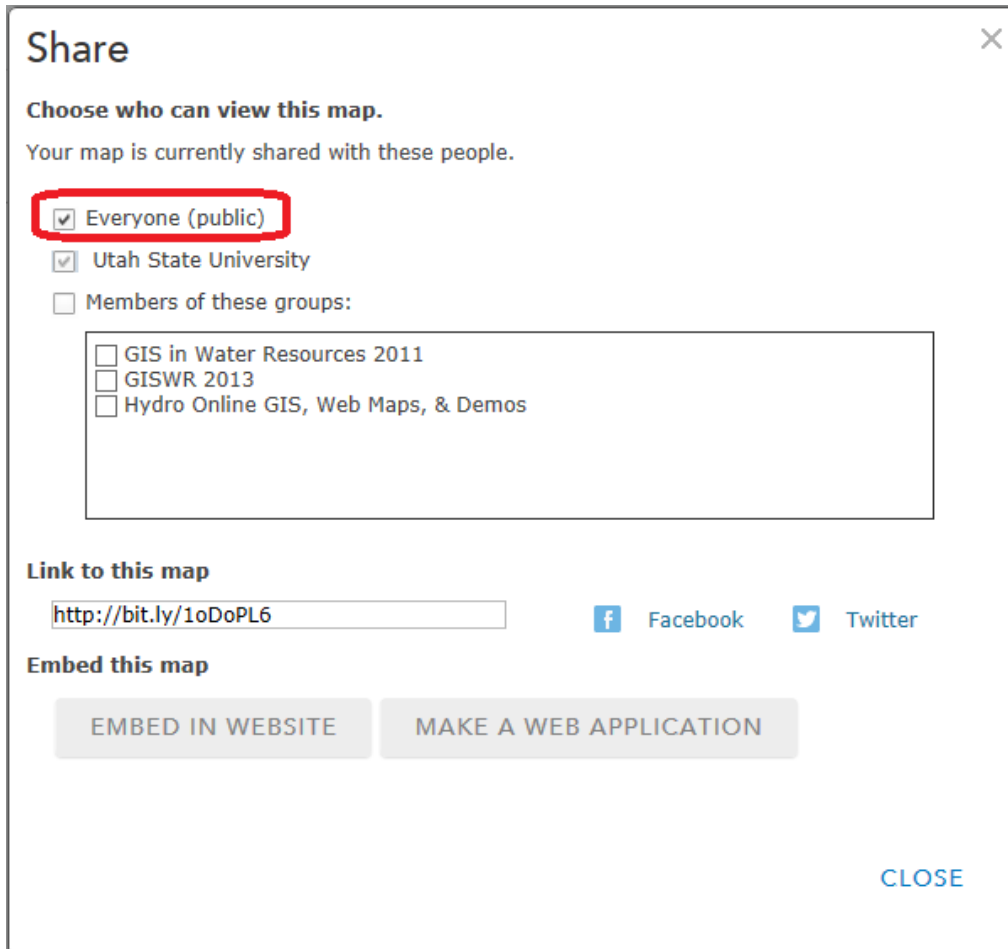 Share
Choose who can view this map.
Your map is currently shared with these people.
Everyone (public)
Utah State University
Members of these groups:
GIS in Water Resources 2011
GISWR 2013
Hydro Online GIS, Web Maps, & Demos
Link to this map
http://bit.ly/1oDoPL6 Facebook Twitter
Embed this map
EMBED IN WEBSITE MAKE A WEB APPLICATION
CLOSE